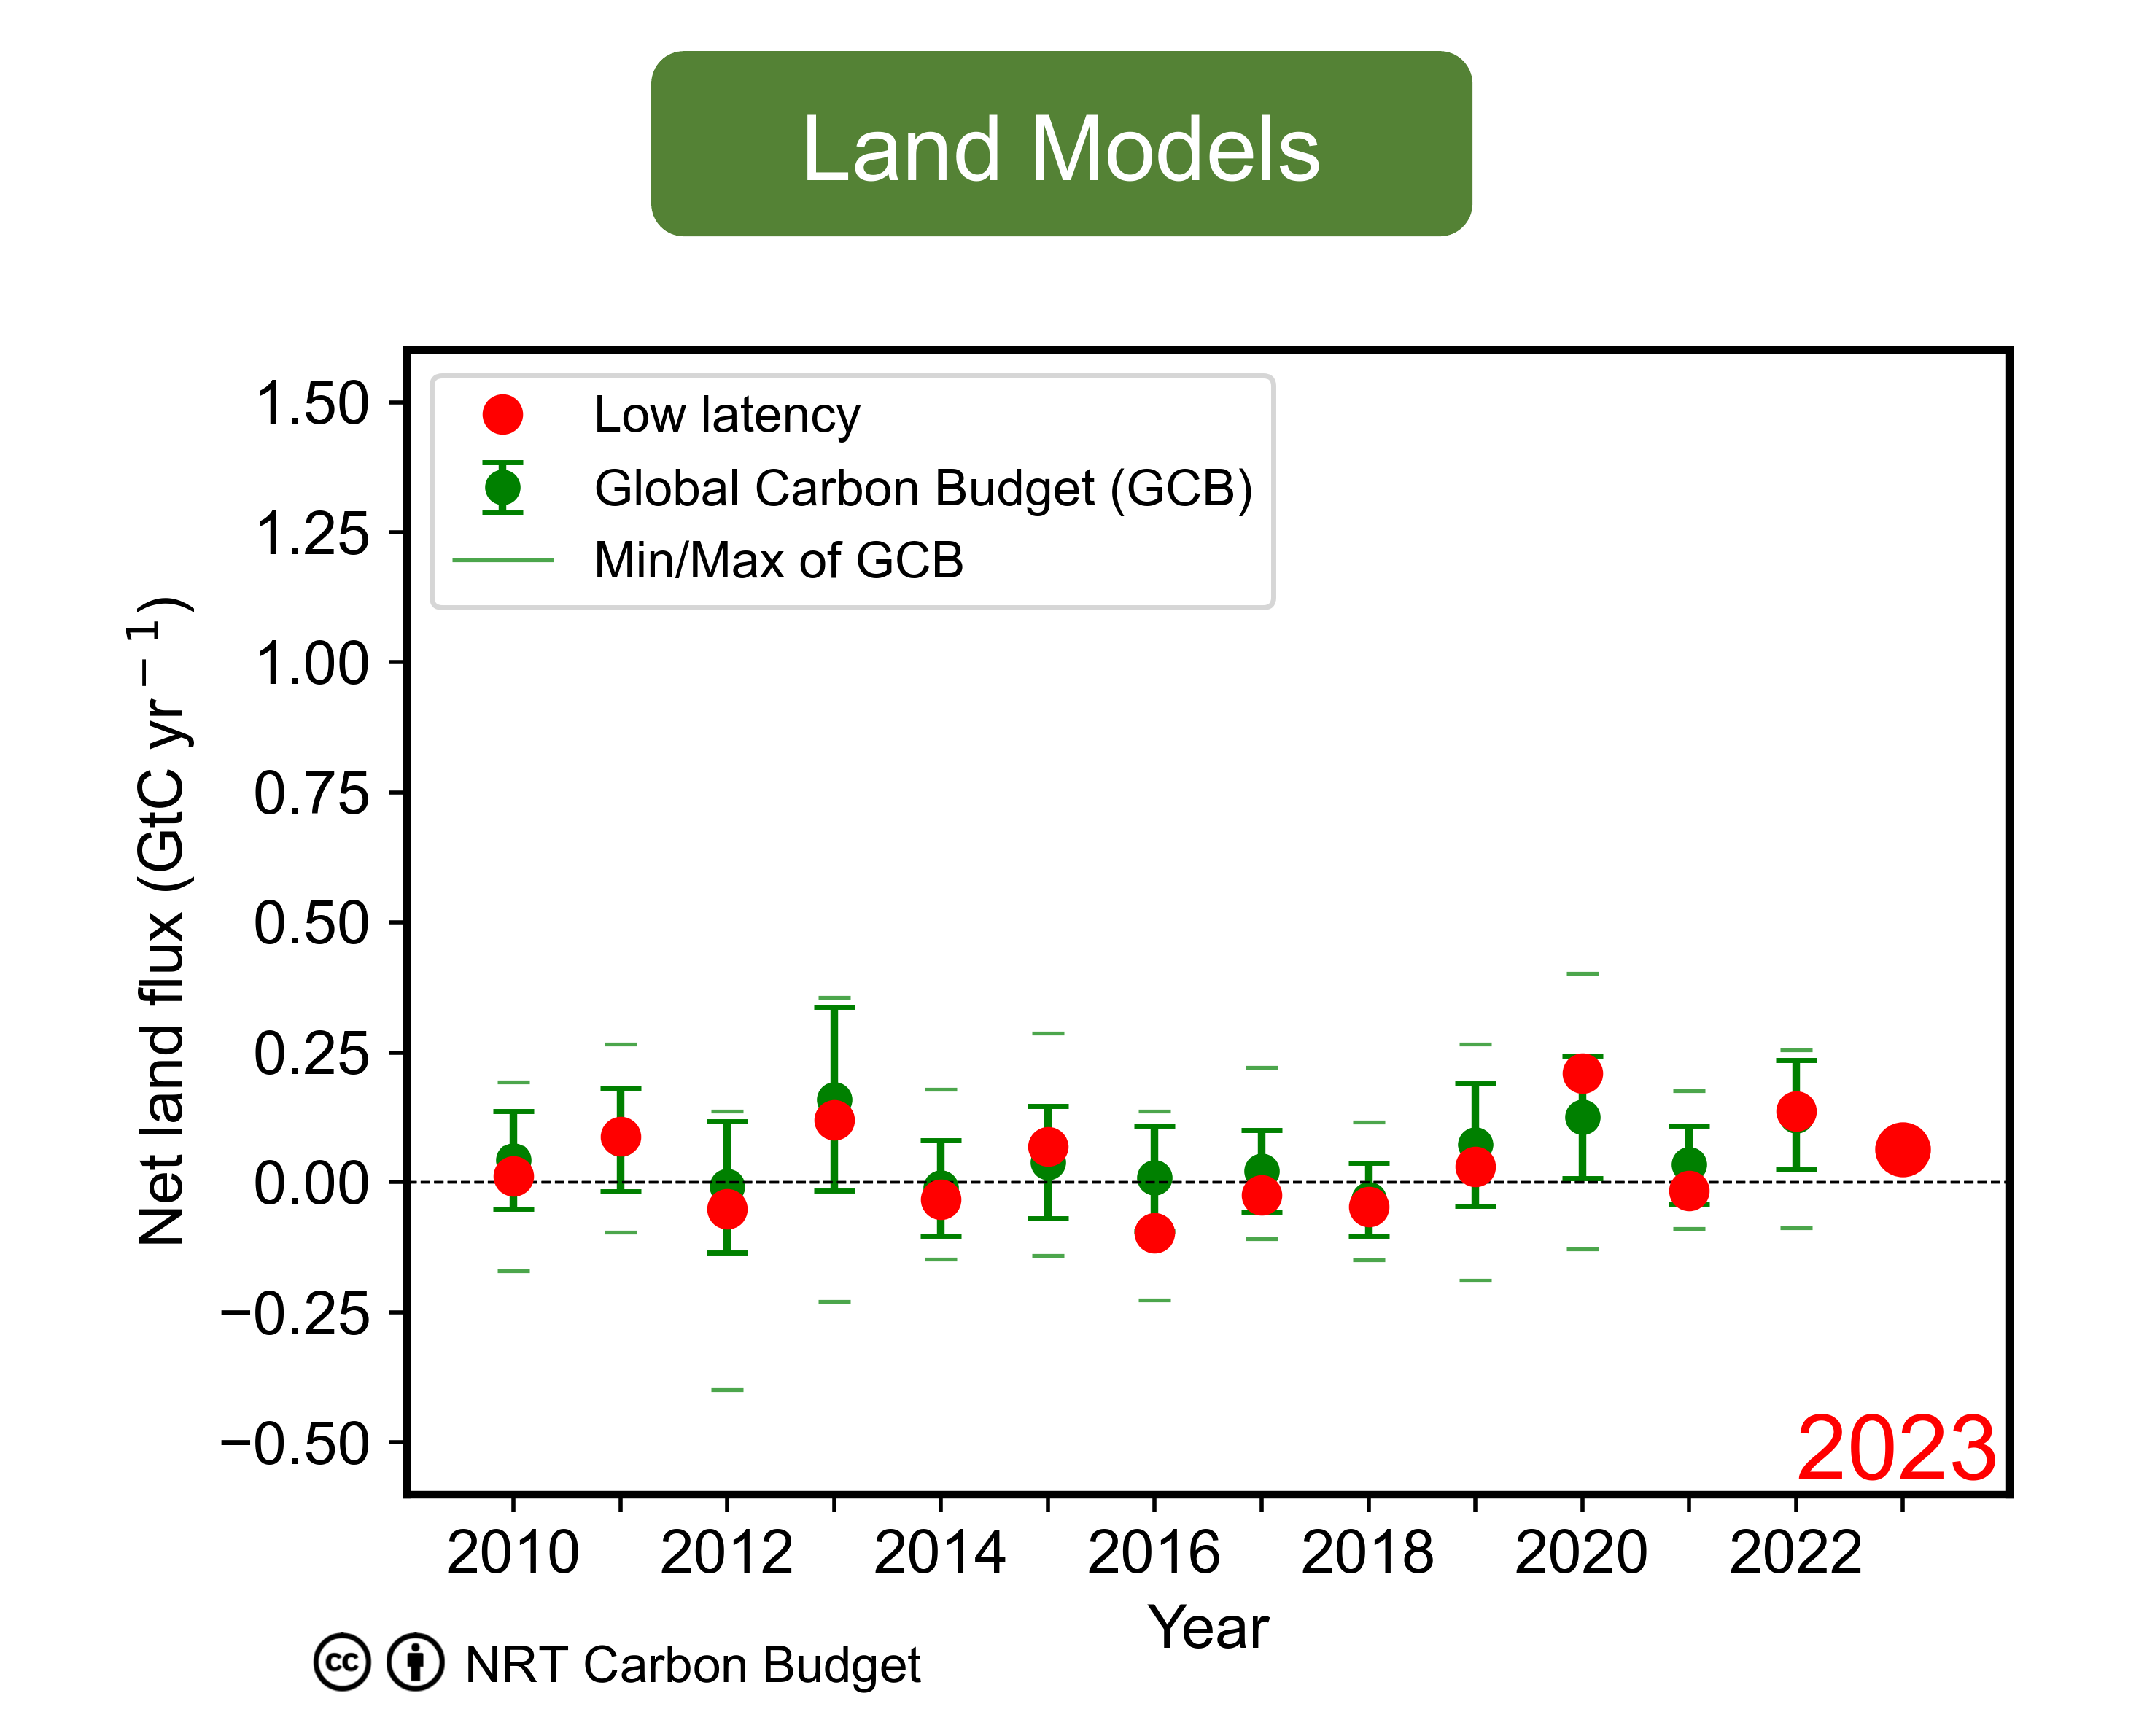 Land Models
Low latency
Global Carbon Budget (GCB)
Min/Max of GCB
Net land flux (GtC yr⁻¹)
1.50
1.25
1.00
0.75
0.50
0.25
0.00
−0.25
−0.50
2023
2010 2012 2014 2016 2018 2020 2022
Year
cc NRT Carbon Budget